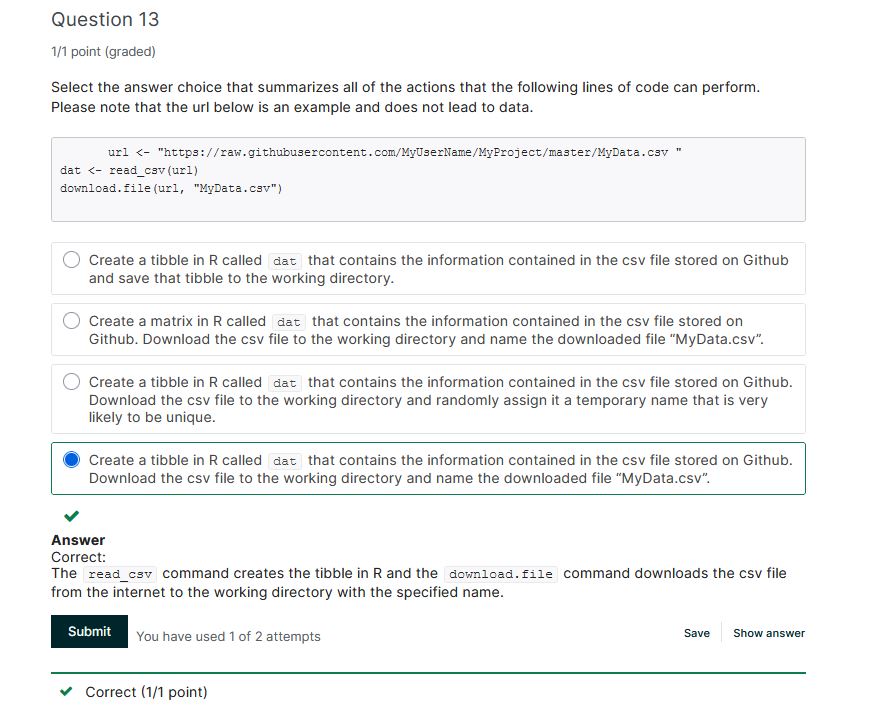 Question 13
1/1 point (graded)
Select the answer choice that summarizes all of the actions that the following lines of code can perform.
Please note that the url below is an example and does not lead to data.
url <- "https://raw.githubusercontent.com/MyUserName/MyProject/master/MyData.csv "
dat <- read_csv(url)
download.file(url, "MyData.csv")
Create a tibble in R called dat that contains the information contained in the csv file stored on Github
and save that tibble to the working directory.
Create a matrix in R called dat that contains the information contained in the csv file stored on
Github. Download the csv file to the working directory and name the downloaded file “MyData.csv”.
Create a tibble in R called dat that contains the information contained in the csv file stored on Github.
Download the csv file to the working directory and randomly assign it a temporary name that is very
likely to be unique.
Create a tibble in R called dat that contains the information contained in the csv file stored on Github.
Download the csv file to the working directory and name the downloaded file “MyData.csv”.
Answer
Correct:
The read_csv command creates the tibble in R and the download.file command downloads the csv file
from the internet to the working directory with the specified name.
Submit You have used 1 of 2 attempts Save Show answer
Correct (1/1 point)